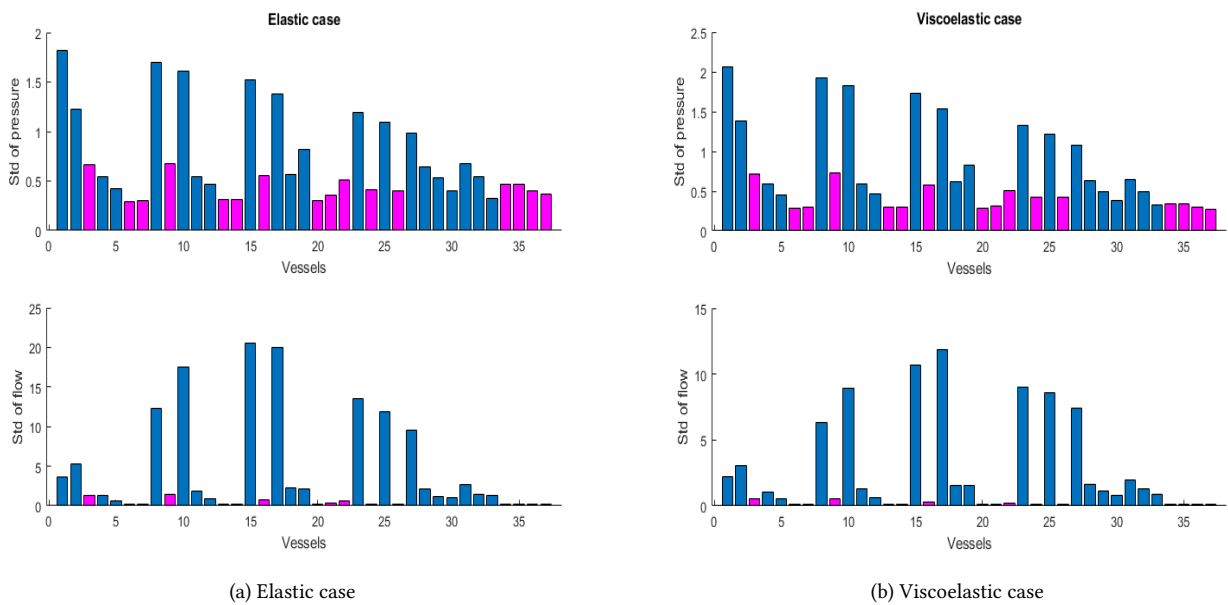 Elastic case
2
1.5
1
0.5
0
Std of pressure
0 5 10 15 20 25 30 35
Vessels
25
20
15
10
5
0
Std of flow
0 5 10 15 20 25 30 35
Vessels
(a) Elastic case
Viscoelastic case
2.5
2
1.5
1
0.5
0
Std of pressure
0 5 10 15 20 25 30 35
Vessels
15
10
5
0
Std of flow
0 5 10 15 20 25 30 35
Vessels
(b) Viscoelastic case